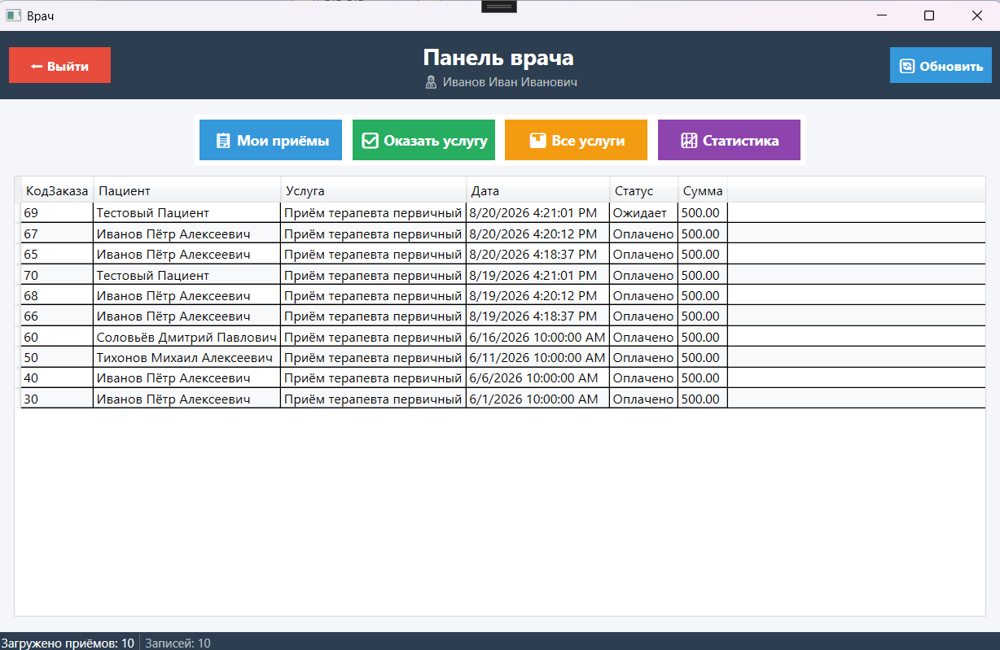 Врач
Выйти
Панель врача
Иванов Иван Иванович
Обновить
Мои приёмы Оказать услугу Все услуги Статистика
КодЗаказа Пациент Услуга Дата Статус Сумма
69 Тестовый Пациент Приём терапевта первичный 8/20/2026 4:21:01 PM Ожидает 500.00
67 Иванов Пётр Алексеевич Приём терапевта первичный 8/20/2026 4:20:12 PM Оплачено 500.00
65 Иванов Пётр Алексеевич Приём терапевта первичный 8/20/2026 4:18:37 PM Оплачено 500.00
70 Тестовый Пациент Приём терапевта первичный 8/19/2026 4:21:01 PM Оплачено 500.00
68 Иванов Пётр Алексеевич Приём терапевта первичный 8/19/2026 4:20:12 PM Оплачено 500.00
66 Иванов Пётр Алексеевич Приём терапевта первичный 8/19/2026 4:18:37 PM Оплачено 500.00
60 Соловьёв Дмитрий Павлович Приём терапевта первичный 6/16/2026 10:00:00 AM Оплачено 500.00
50 Тихонов Михаил Алексеевич Приём терапевта первичный 6/11/2026 10:00:00 AM Оплачено 500.00
40 Иванов Пётр Алексеевич Приём терапевта первичный 6/6/2026 10:00:00 AM Оплачено 500.00
30 Иванов Пётр Алексеевич Приём терапевта первичный 6/1/2026 10:00:00 AM Оплачено 500.00
Загружено приёмов: 10 Записей: 10